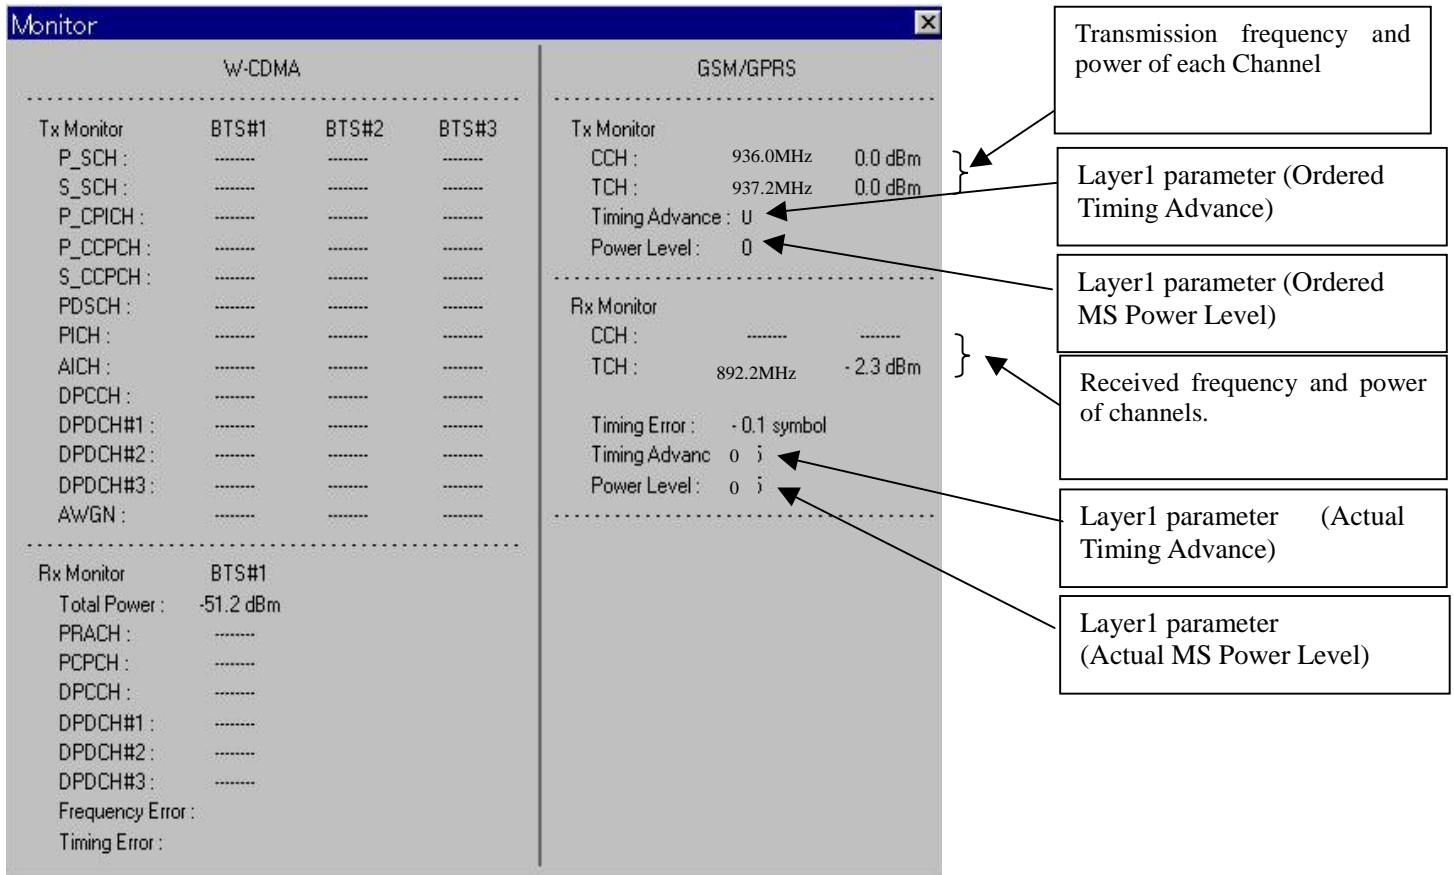 Monitor
W-CDMA
Tx Monitor BTS#1 BTS#2 BTS#3
P_SCH : -------- -------- --------
S_SCH : -------- -------- --------
P_CPICH : -------- -------- --------
P_CCPCH : -------- -------- --------
S_CCPCH : -------- -------- --------
PDSCH : -------- -------- --------
PICH : -------- -------- --------
AICH : -------- -------- --------
DPCCH : -------- -------- --------
DPDCH#1 : -------- -------- --------
DPDCH#2 : -------- -------- --------
DPDCH#3 : -------- -------- --------
AWGN : -------- -------- --------
Rx Monitor BTS#1
Total Power : -51.2 dBm
PRACH : --------
PCPCH : --------
DPCCH : --------
DPDCH#1 : --------
DPDCH#2 : --------
DPDCH#3 : --------
Frequency Error :
Timing Error :
GSM/GPRS
Tx Monitor
CCH : 936.0MHz 0.0 dBm
TCH : 937.2MHz 0.0 dBm
Timing Advance :
Power Level : 0
Rx Monitor
CCH : -------- --------
TCH : 892.2MHz - 2.3 dBm
Timing Error : - 0.1 symbol
Timing Advanc 0
Power Level : 0
Transmission frequency and
power of each Channel
Layer1 parameter (Ordered
Timing Advance)
Layer1 parameter (Ordered
MS Power Level)
Received frequency and power
of channels.
Layer1 parameter (Actual
Timing Advance)
Layer1 parameter
(Actual MS Power Level)